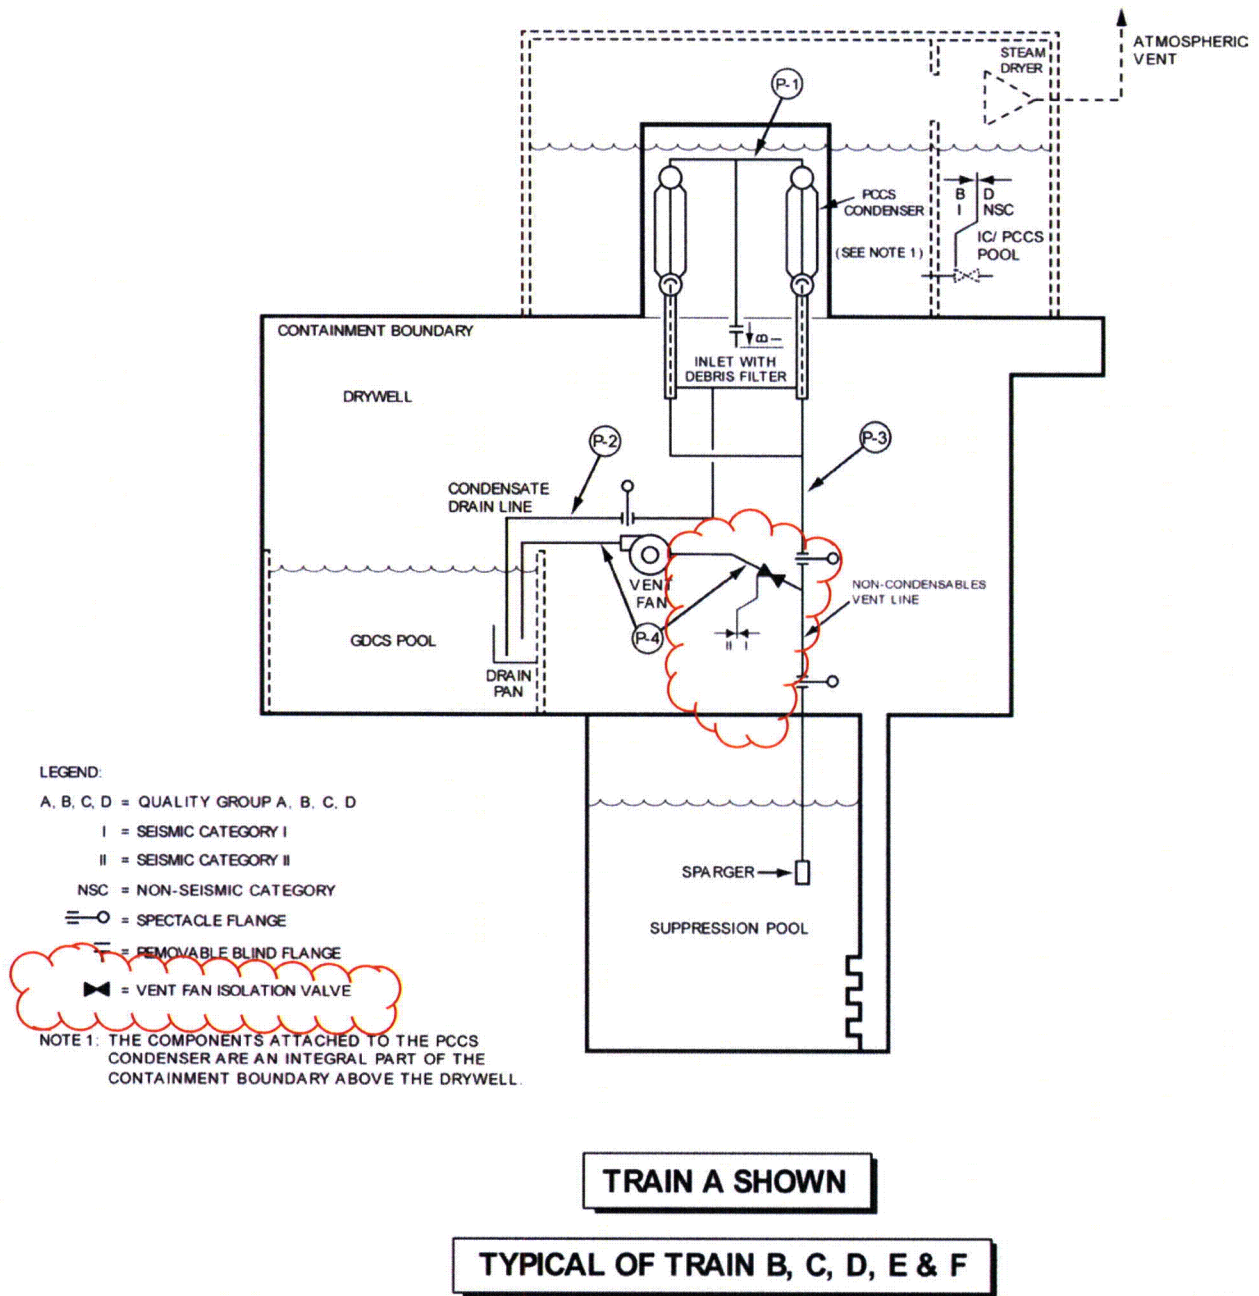 ATMOSPHERIC
VENT
STEAM
DRYER
P-1
PCCS
CONDENSER
(SEE NOTE 1)
B D
I NSC
IC/ PCCS
POOL
CONTAINMENT BOUNDARY
B
I
INLET WITH
DEBRIS FILTER
DRYWELL
P-2
P-3
CONDENSATE
DRAIN LINE
VENT
FAN
NON-CONDENSABLES
VENT LINE
P-4
II I
GDCS POOL
DRAIN
PAN
LEGEND:
A, B, C, D = QUALITY GROUP A, B, C, D
I = SEISMIC CATEGORY I
II = SEISMIC CATEGORY II
NSC = NON-SEISMIC CATEGORY
= SPECTACLE FLANGE
= REMOVABLE BLIND FLANGE
= VENT FAN ISOLATION VALVE
NOTE 1: THE COMPONENTS ATTACHED TO THE PCCS
CONDENSER ARE AN INTEGRAL PART OF THE
CONTAINMENT BOUNDARY ABOVE THE DRYWELL.
SPARGER
SUPPRESSION POOL
TRAIN A SHOWN
TYPICAL OF TRAIN B, C, D, E & F